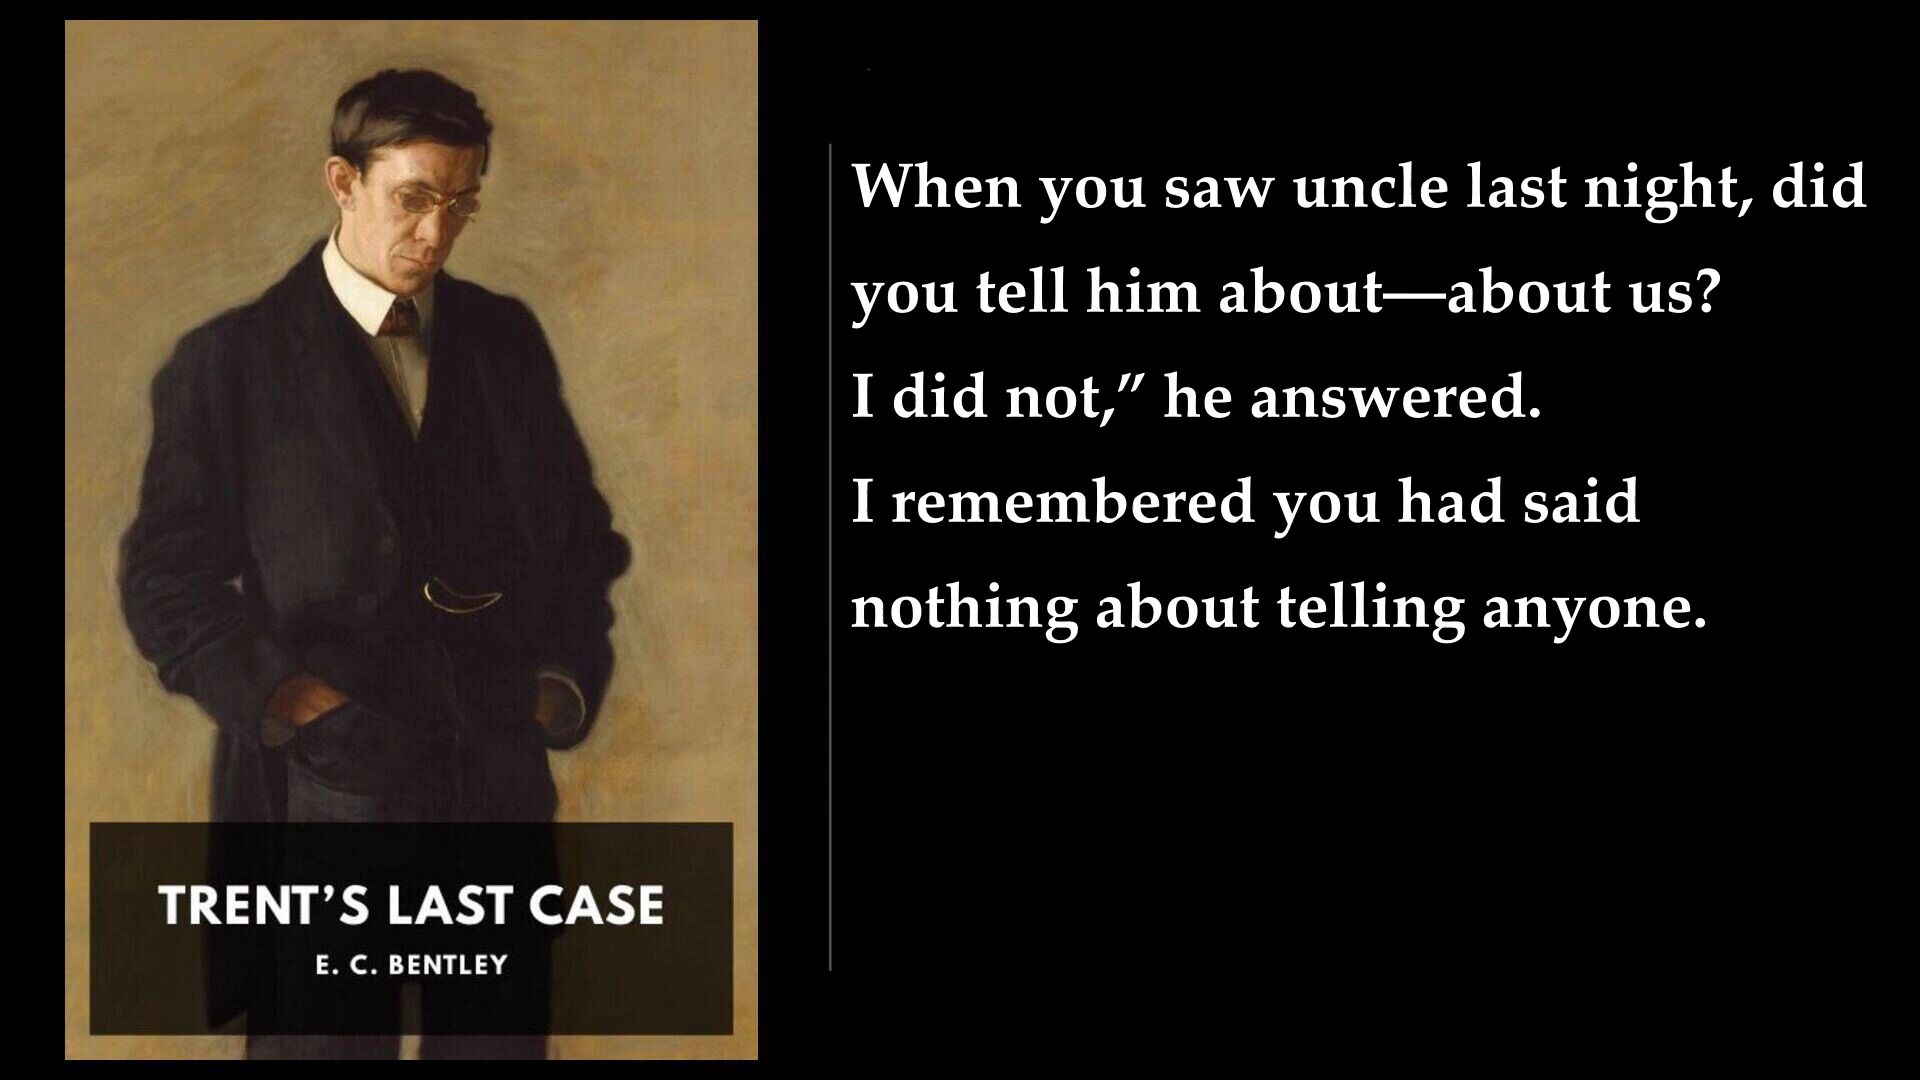 When you saw uncle last night, did
you tell him about—about us?
I did not,” he answered.
I remembered you had said
nothing about telling anyone.
TRENT’S LAST CASE
E. C. BENTLEY